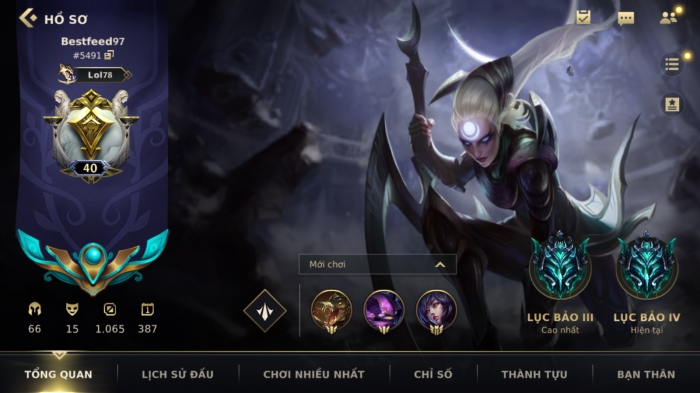 HỒ SƠ
Bestfeed97
#5491
Lol78
40
66 15 1.065 387
Mới chơi
LỤC BẢO III
Cao nhất
LỤC BẢO IV
Hiện tại
TỔNG QUAN
LỊCH SỬ ĐẤU
CHƠI NHIỀU NHẤT
CHỈ SỐ
THÀNH TỰU
BẠN THÂN